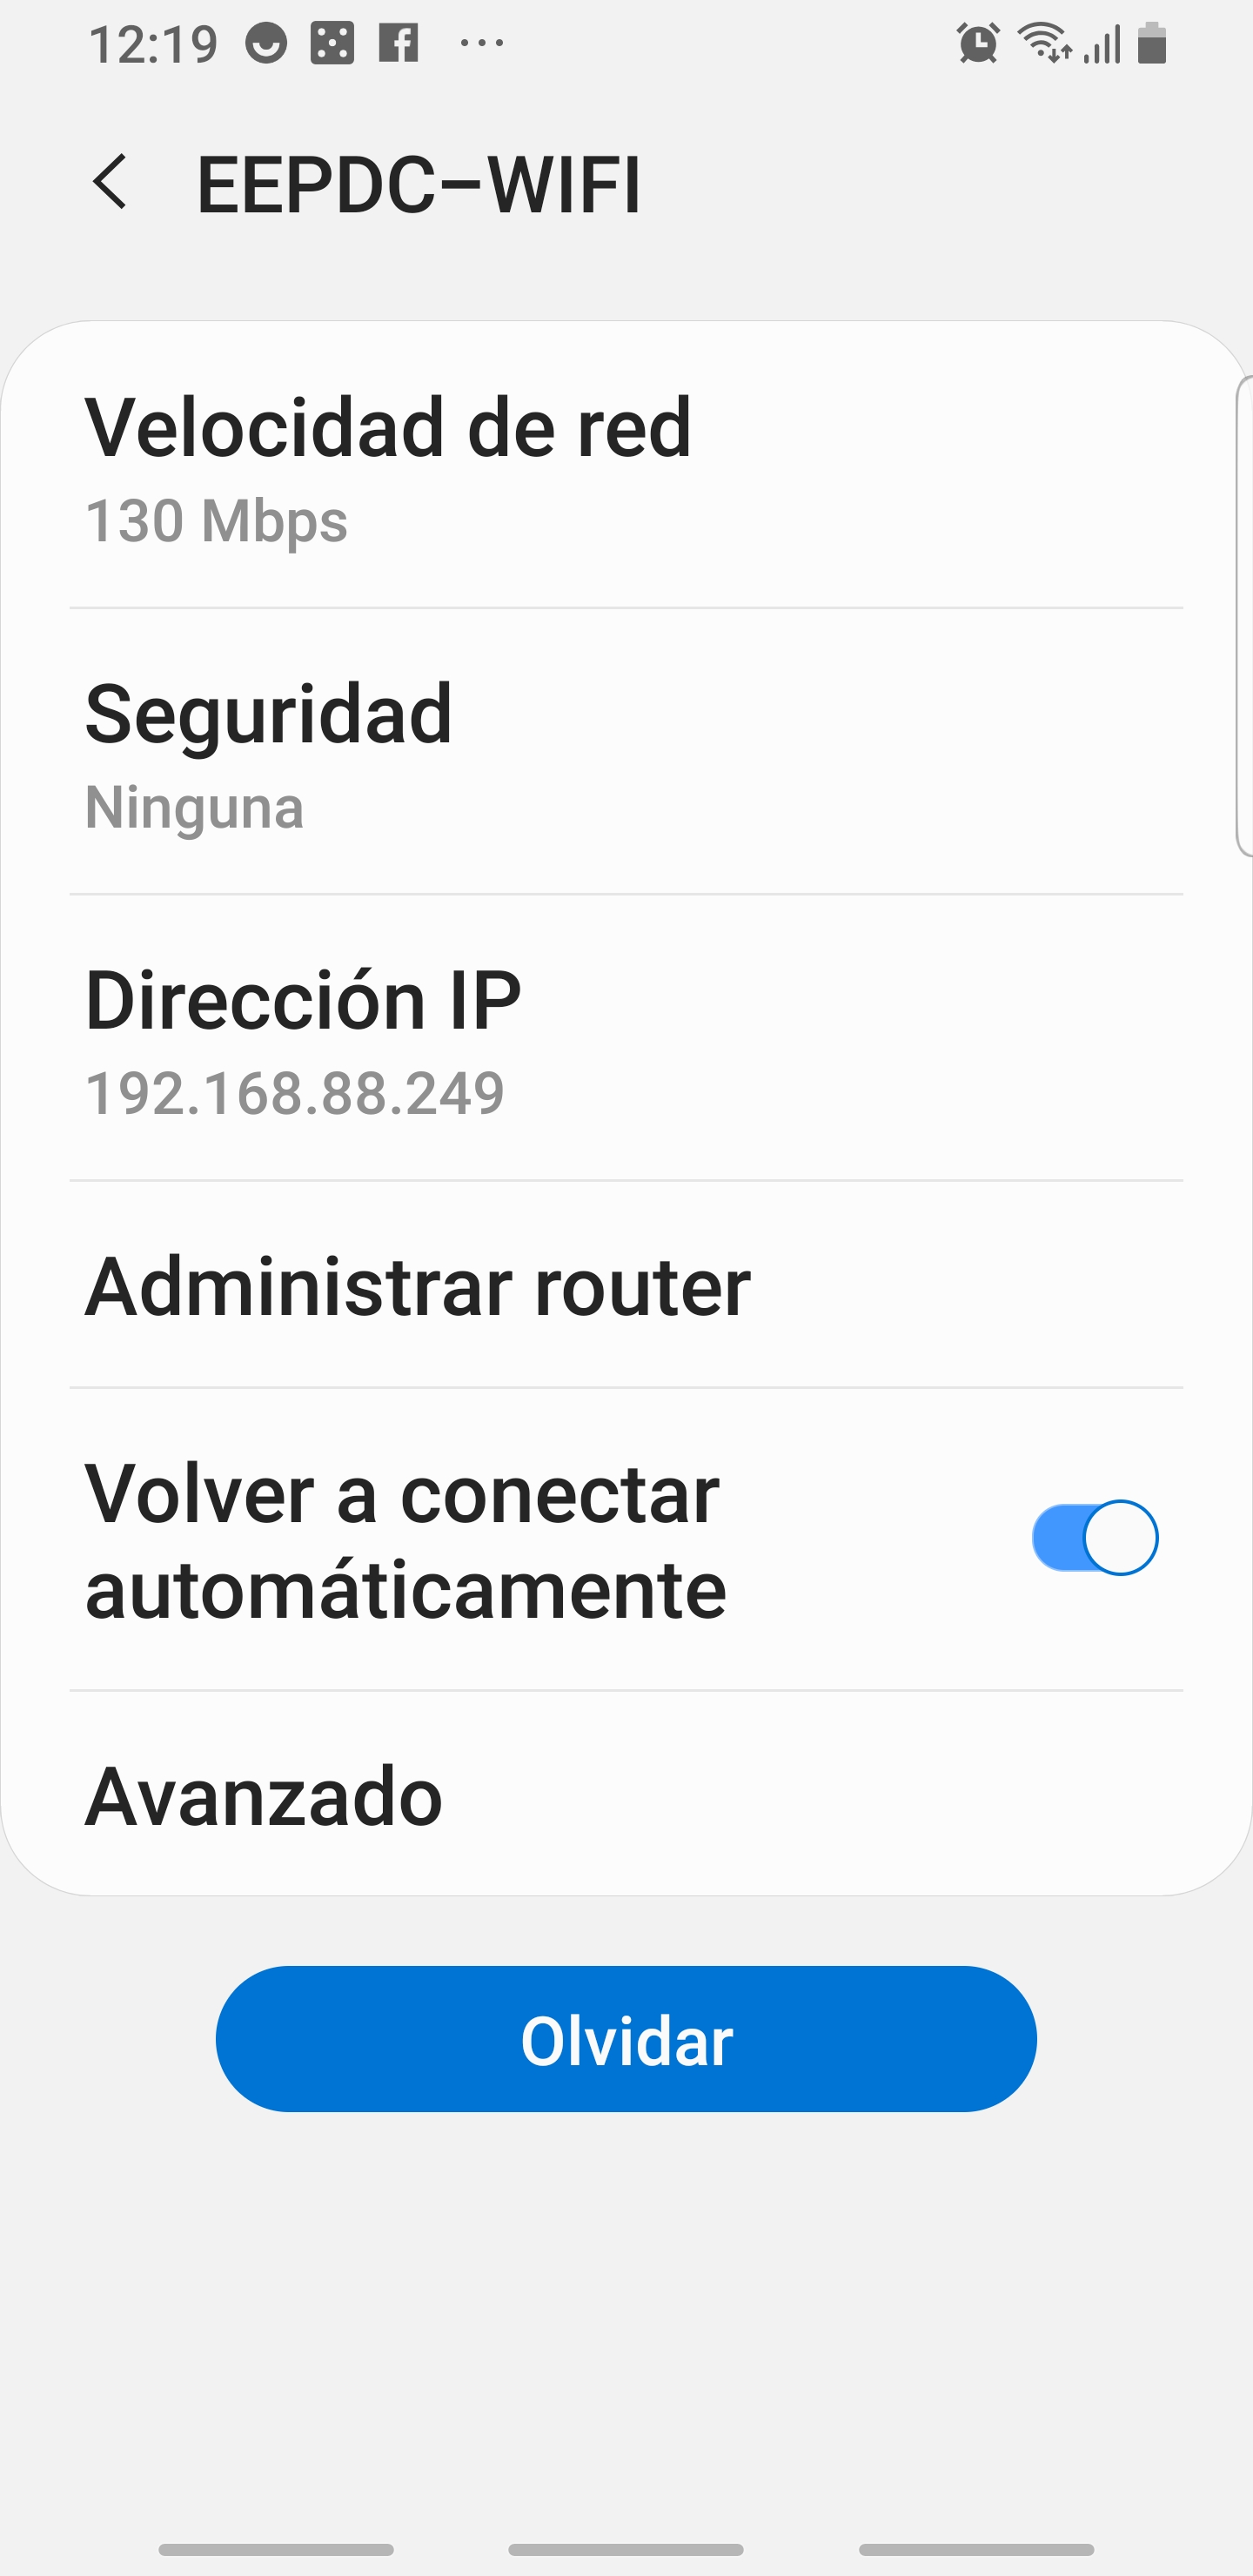 12:19
EEPDC–WIFI
Velocidad de red
130 Mbps
Seguridad
Ninguna
Dirección IP
192.168.88.249
Administrar router
Volver a conectar
automáticamente
Avanzado
Olvidar